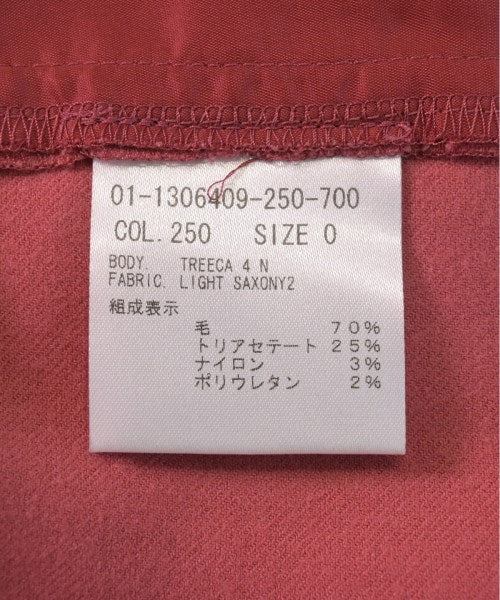 01-1306409-250-700
COL. 250 SIZE 0
BODY. TREECA 4 N
FABRIC. LIGHT SAXONY2
組成表示
毛 70%
トリアセテート 25%
ナイロン 3%
ポリウレタン 2%